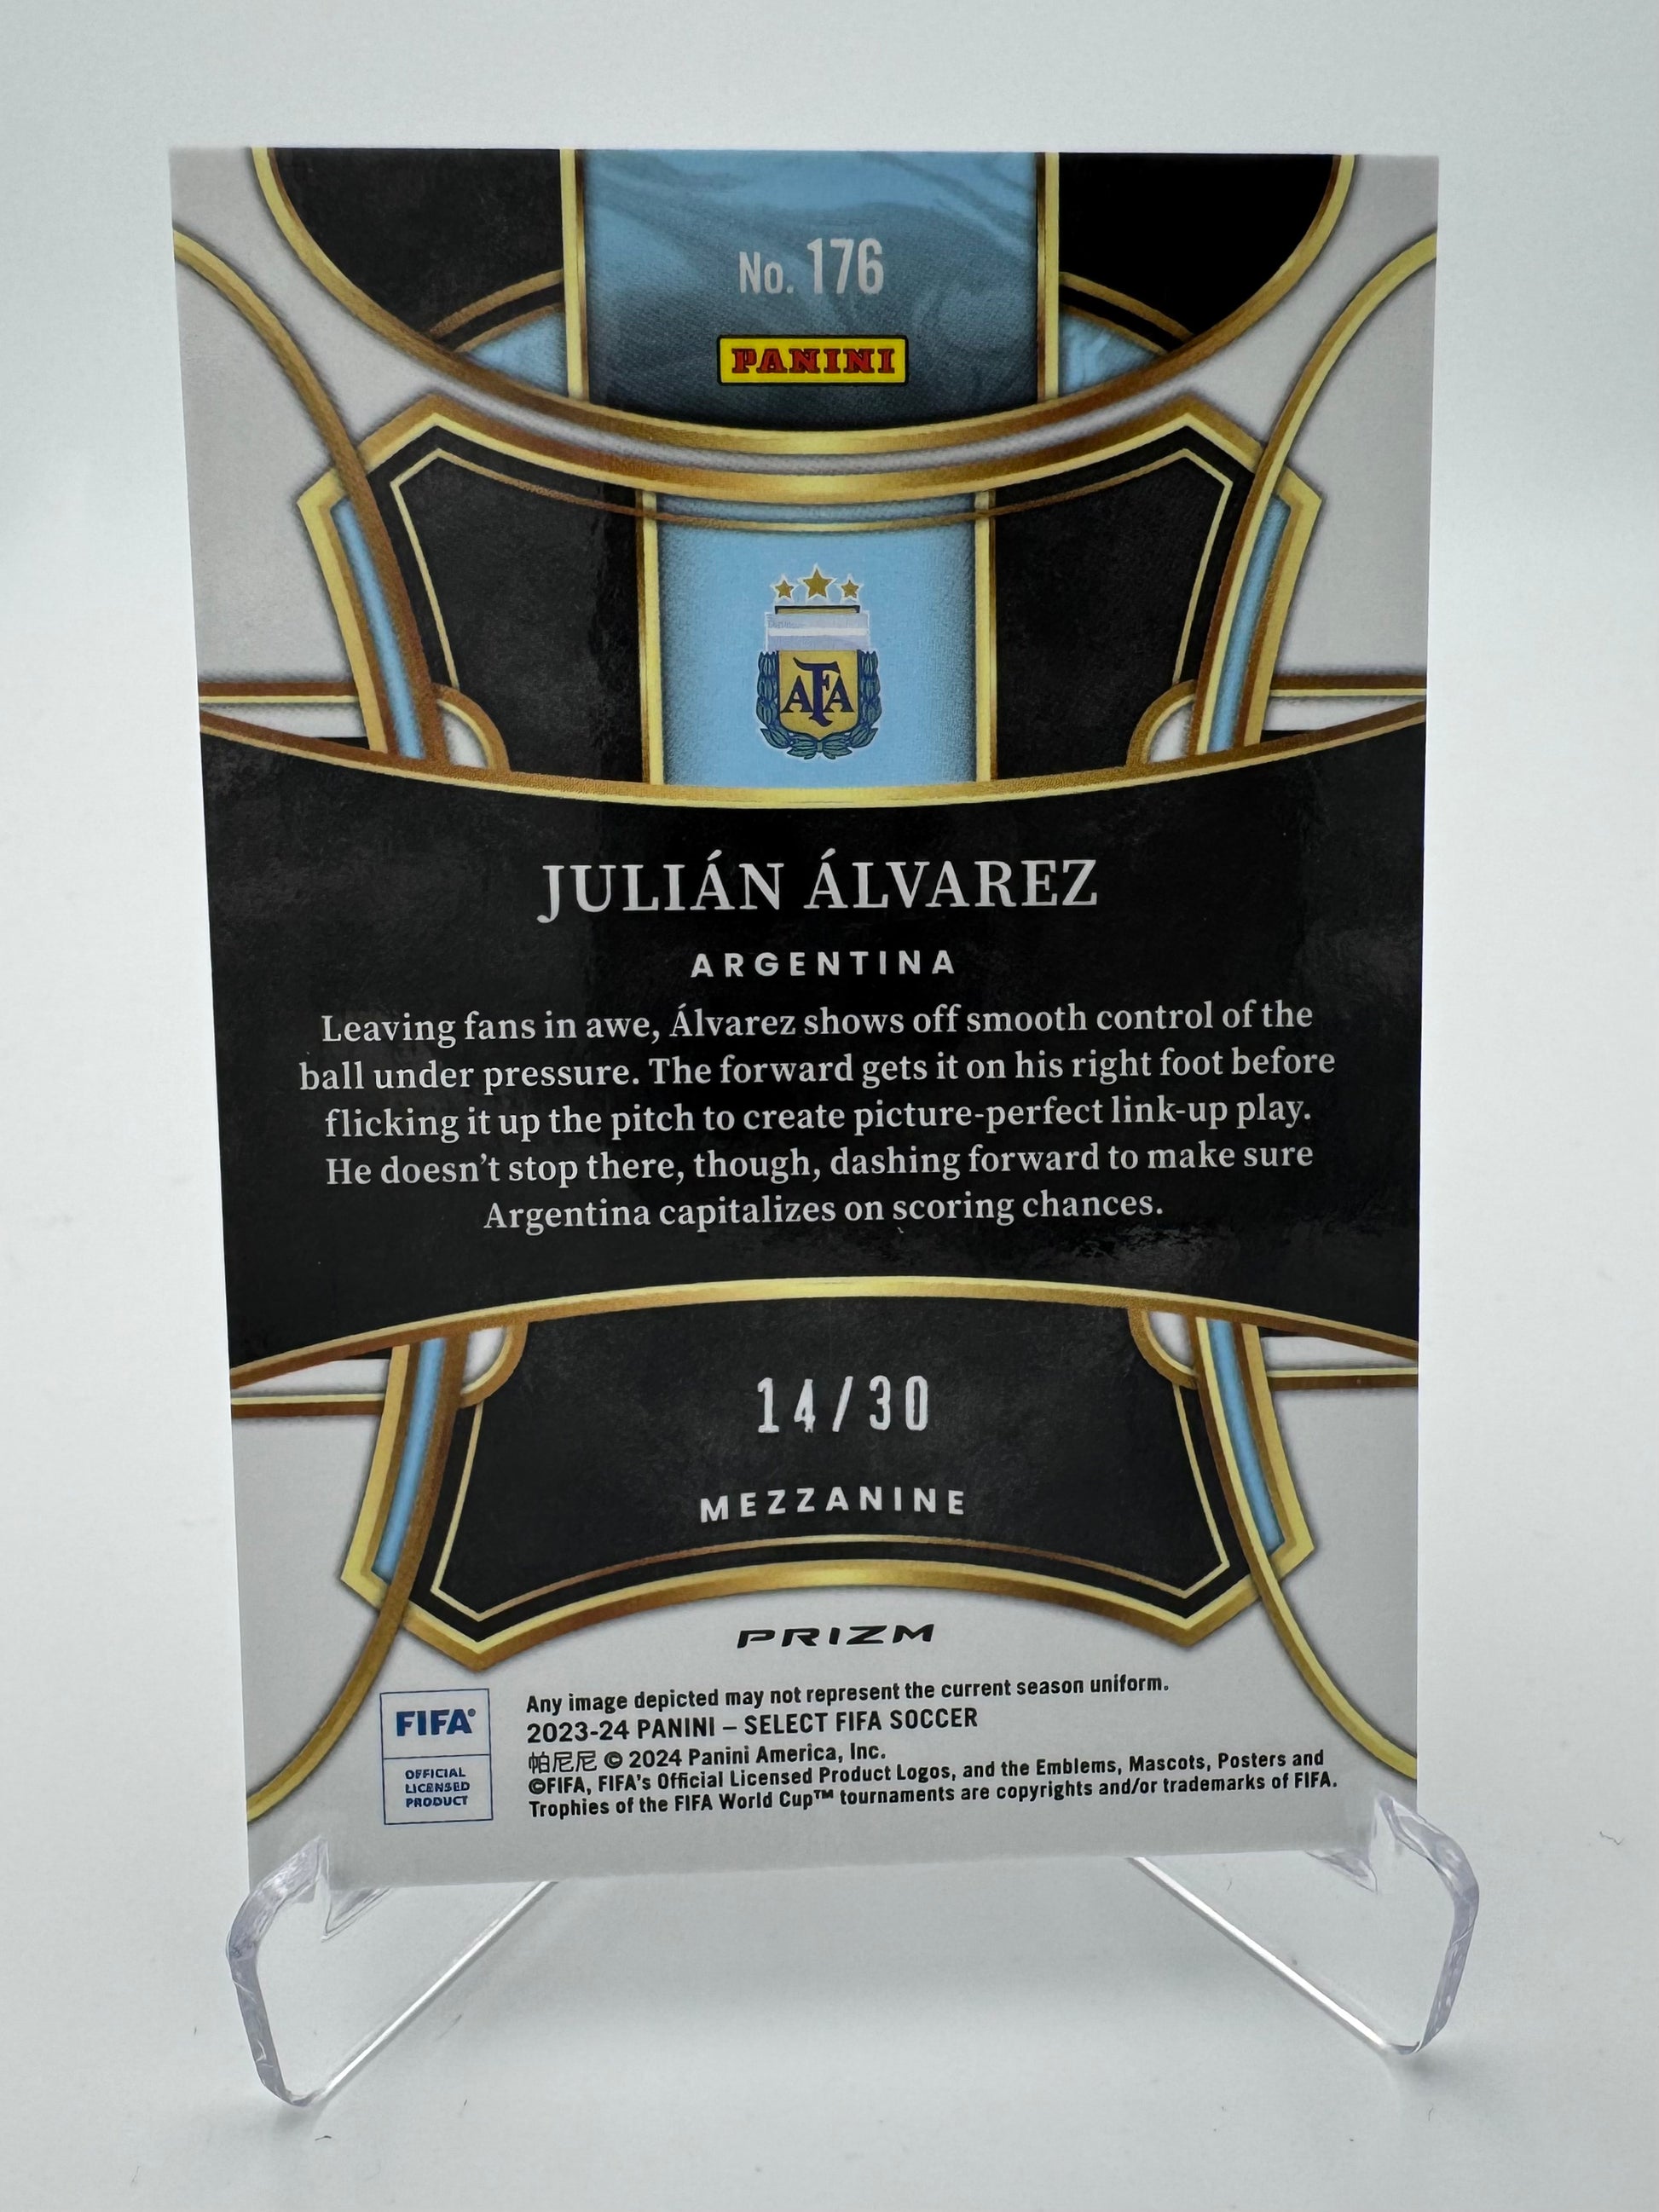 No. 176
PANINI
AFA
JULIÁN ÁLVAREZ
ARGENTINA
Leaving fans in awe, Álvarez shows off smooth control of the
ball under pressure. The forward gets it on his right foot before
flicking it up the pitch to create picture-perfect link-up play.
He doesn't stop there, though, dashing forward to make sure
Argentina capitalizes on scoring chances.
14/30
MEZZANINE
PRIZM
FIFA®
OFFICIAL
LICENSED
PRODUCT
Any image depicted may not represent the current season uniform.
2023-24 PANINI – SELECT FIFA SOCCER
帕尼尼 © 2024 Panini America, Inc.
©FIFA, FIFA's Official Licensed Product Logos, and the Emblems, Mascots, Posters and
Trophies of the FIFA World Cup™ tournaments are copyrights and/or trademarks of FIFA.